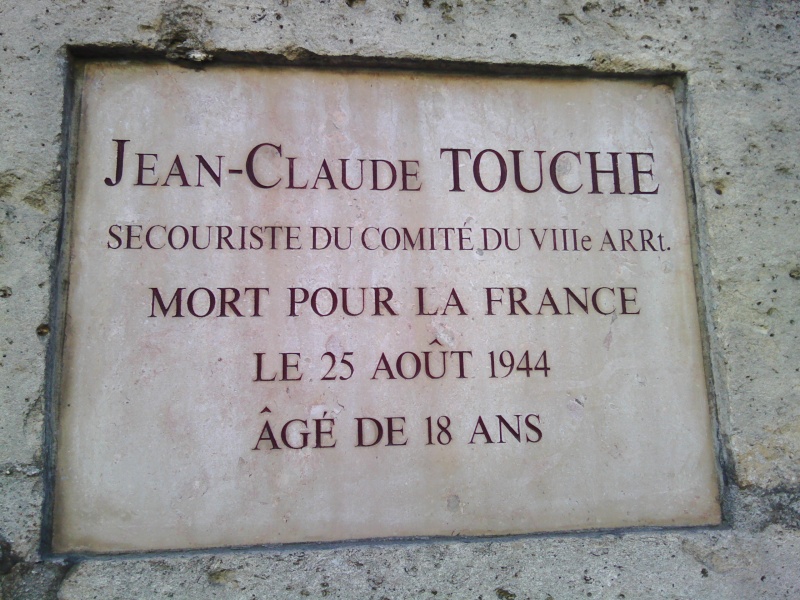 JEAN-CLAUDE TOUCHE
SECOURISTE DU COMITÉ DU VIIIe ARRt.
MORT POUR LA FRANCE
LE 25 AOÛT 1944
ÂGÉ DE 18 ANS